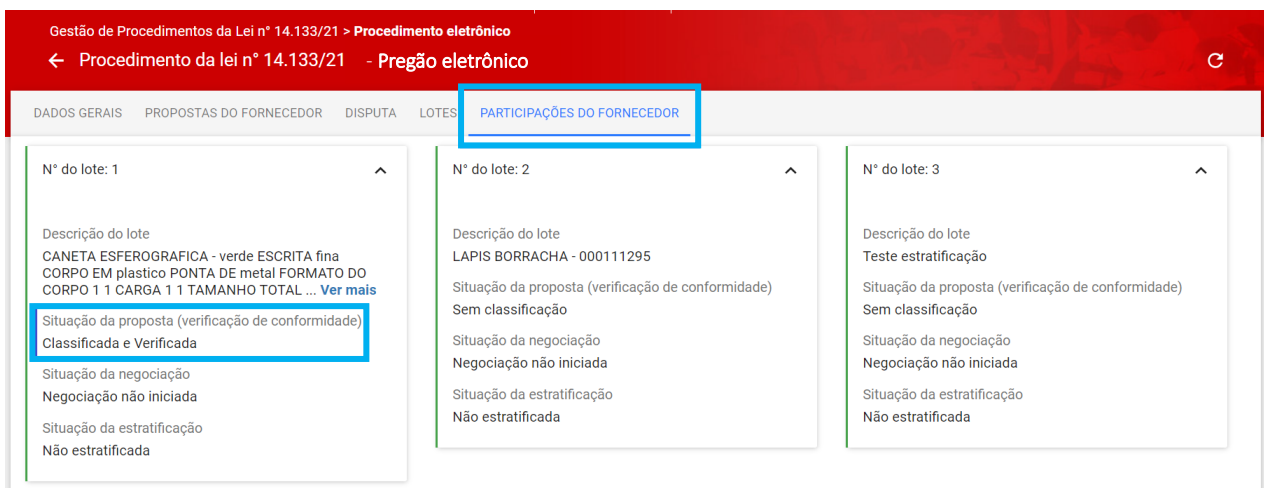 Gestão de Procedimentos da Lei n° 14.133/21 > Procedimento eletrônico
Procedimento da lei n° 14.133/21 - Pregão eletrônico
DADOS GERAIS PROPOSTAS DO FORNECEDOR DISPUTA LOTES PARTICIPAÇÕES DO FORNECEDOR
N° do lote: 1
Descrição do lote
CANETA ESFEROGRAFICA - verde ESCRITA fina
CORPO EM plastico PONTA DE metal FORMATO DO
CORPO 1 1 CARGA 1 1 TAMANHO TOTAL ... Ver mais
Situação da proposta (verificação de conformidade)
Classificada e Verificada
Situação da negociação
Negociação não iniciada
Situação da estratificação
Não estratificada
N° do lote: 2
Descrição do lote
LAPIS BORRACHA - 000111295
Situação da proposta (verificação de conformidade)
Sem classificação
Situação da negociação
Negociação não iniciada
Situação da estratificação
Não estratificada
N° do lote: 3
Descrição do lote
Teste estratificação
Situação da proposta (verificação de conformidade)
Sem classificação
Situação da negociação
Negociação não iniciada
Situação da estratificação
Não estratificada